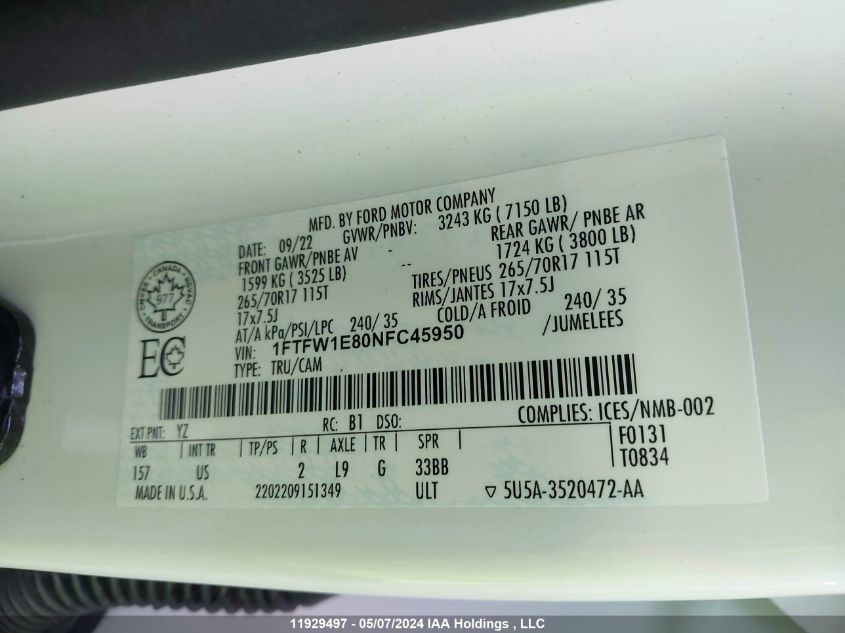 MFD. BY FORD MOTOR COMPANY
DATE: 09/22 GVWR/PNBV: 3243 KG ( 7150 LB)
FRONT GAWR/PNBE AV - REAR GAWR/ PNBE AR
1599 KG ( 3525 LB) -- 1724 KG ( 3800 LB)
265/70R17 115T TIRES/PNEUS 265/70R17 115T
17x7.5J RIMS/JANTES 17x7.5J
AT/A kPa/PSI/LPC 240/ 35 COLD/A FROID 240/ 35
VIN: 1FTFW1E80NFC45950 /JUMELEES
TYPE: TRU/CAM
CANADA
977
TRANSPORT
EC
EXT PNT: YZ RC: B1 DSO: COMPLIES: ICES/NMB-002
WB INT TR TP/PS R AXLE TR SPR F0131
157 US 2 L9 G 33BB T0834
MADE IN U.S.A. 2202209151349 ULT ▽ 5U5A-3520472-AA
11929497 - 05/07/2024 IAA Holdings , LLC